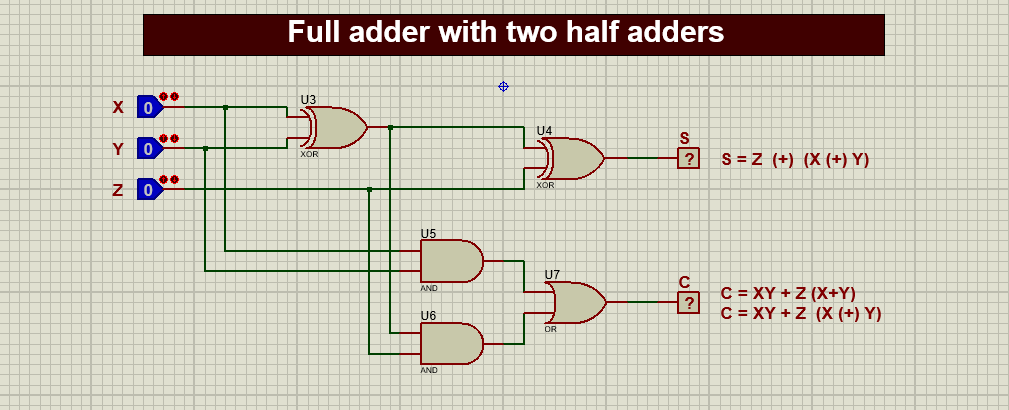 Full adder with two half adders
X 0
U3
XOR
Y 0
Z 0
U4
XOR
S
?
S = Z (+) (X (+) Y)
U5
AND
U6
AND
U7
OR
C
?
C = XY + Z (X+Y)
C = XY + Z (X (+) Y)